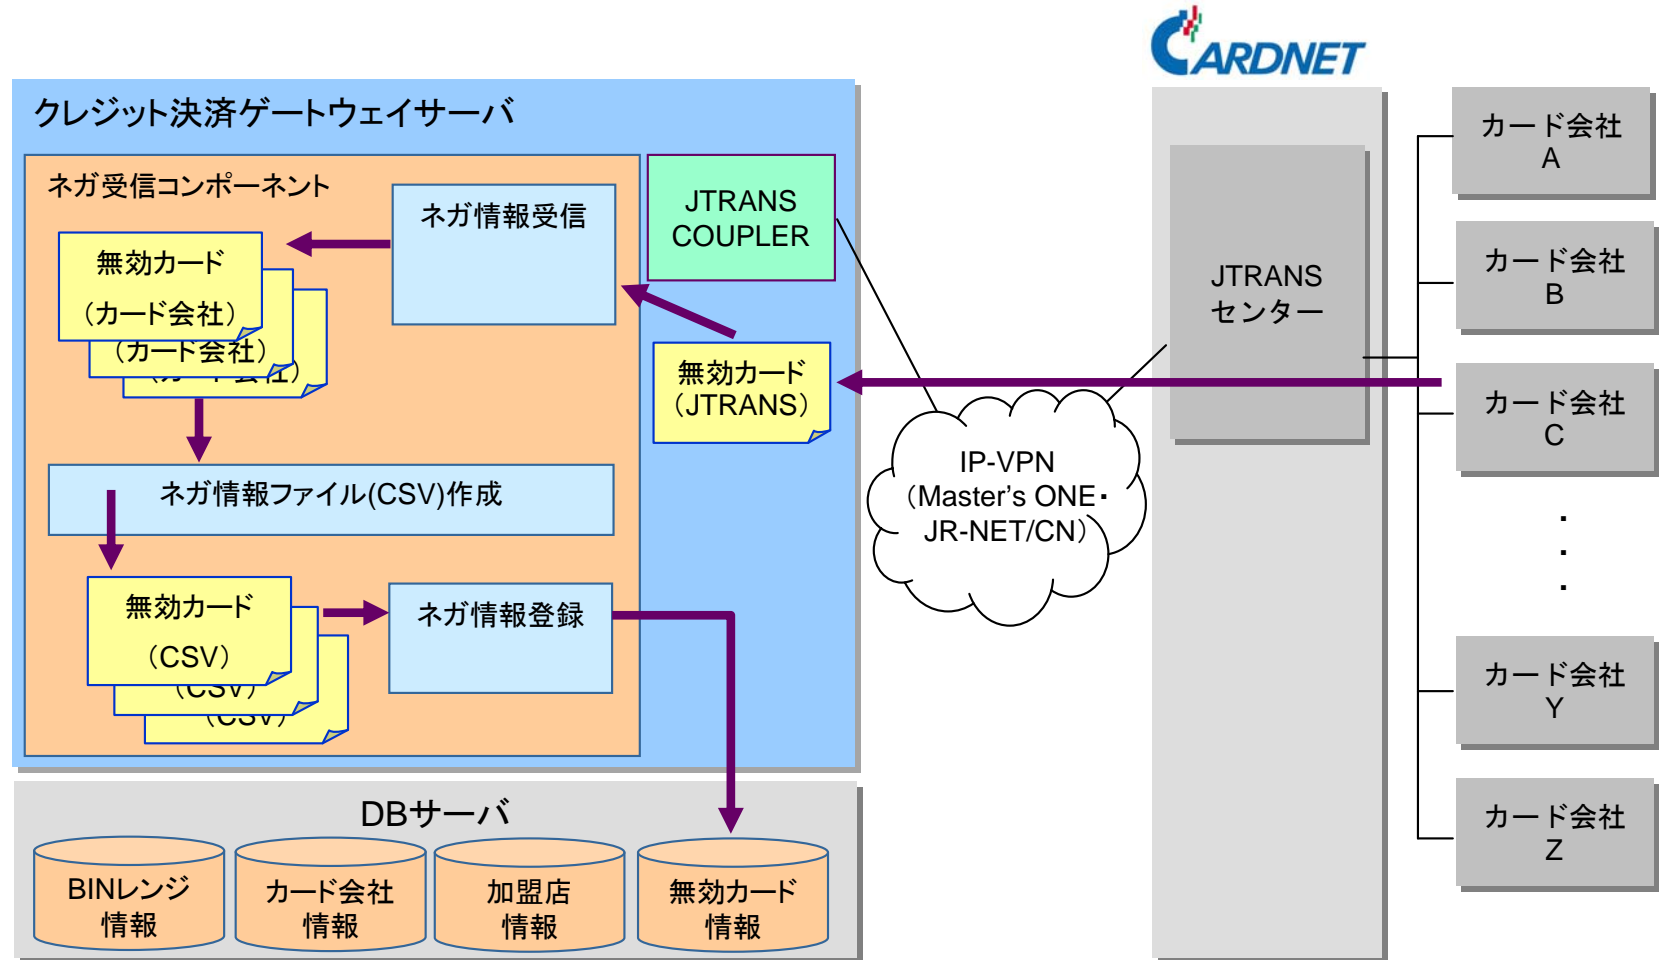 CARDNET
クレジット決済ゲートウェイサーバ
ネガ受信コンポーネント
ネガ情報受信
無効カード
（カード会社）
（カード会社）
（カード会社）
JTRANS
COUPLER
無効カード
（JTRANS）
ネガ情報ファイル(CSV)作成
無効カード
（CSV）
（CSV）
（CSV）
ネガ情報登録
IP-VPN
（Master’s ONE・
JR-NET/CN）
JTRANS
センター
カード会社
A
カード会社
B
カード会社
C
・
・
・
カード会社
Y
カード会社
Z
DBサーバ
BINレンジ
情報
カード会社
情報
加盟店
情報
無効カード
情報